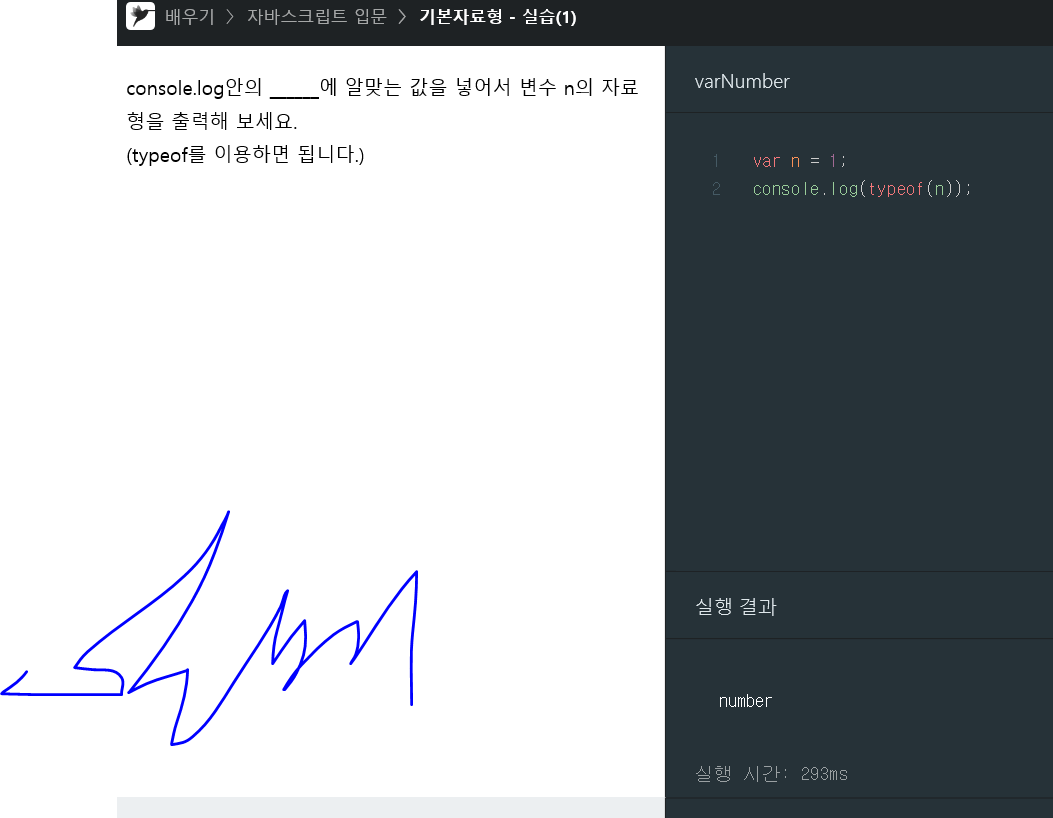 배우기 > 자바스크립트 입문 > 기본자료형 - 실습(1)
console.log안의 ______에 알맞는 값을 넣어서 변수 n의 자료
형을 출력해 보세요.
(typeof를 이용하면 됩니다.)
varNumber
1 var n = 1;
2 console.log(typeof(n));
실행 결과
number
실행 시간: 293ms